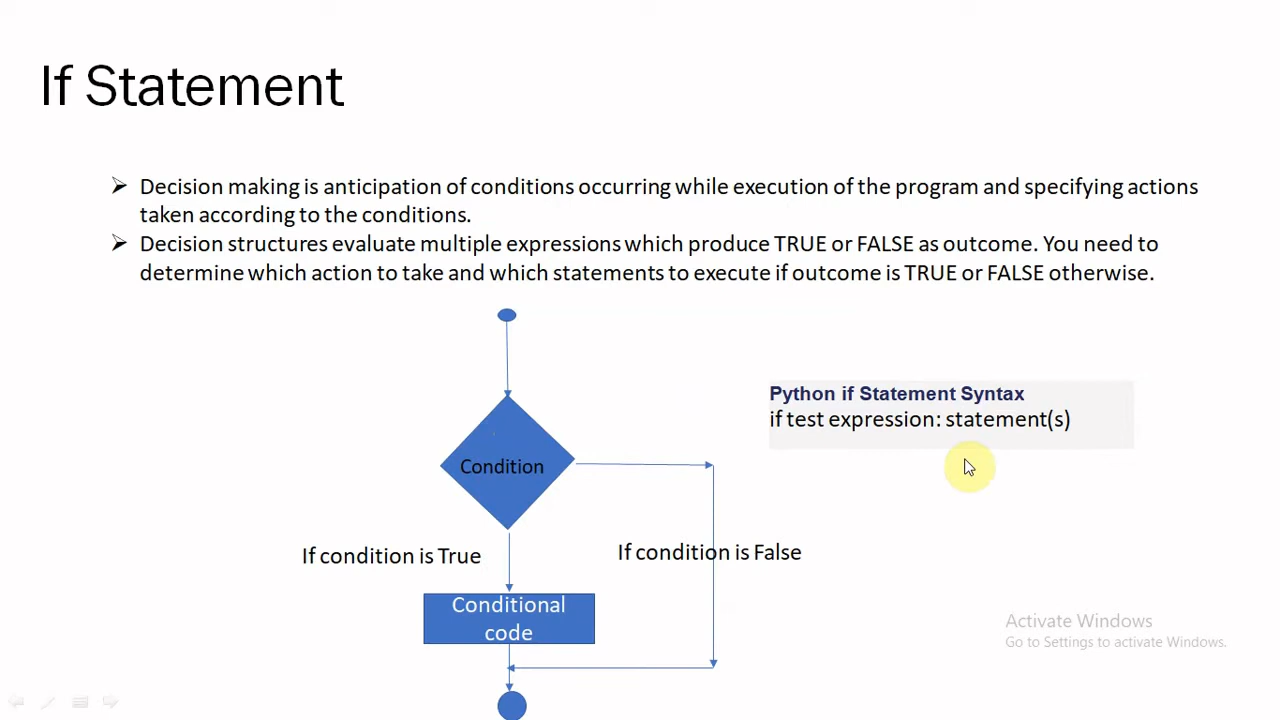 If Statement
Decision making is anticipation of conditions occurring while execution of the program and specifying actions
taken according to the conditions.
Decision structures evaluate multiple expressions which produce TRUE or FALSE as outcome. You need to
determine which action to take and which statements to execute if outcome is TRUE or FALSE otherwise.
Python if Statement Syntax
if test expression: statement(s)
Condition
If condition is True
If condition is False
Conditional
code
Activate Windows
Go to Settings to activate Windows.